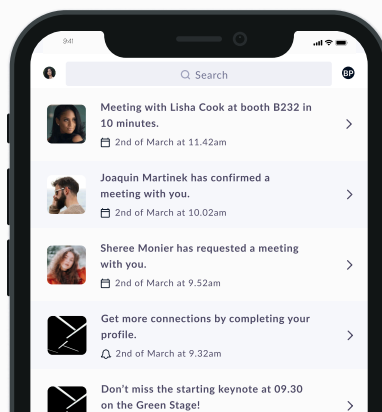 9:41
Search
BP
Meeting with Lisha Cook at booth B232 in
10 minutes.
2nd of March at 11.42am
Joaquin Martinek has confirmed a
meeting with you.
2nd of March at 10.02am
Sheree Monier has requested a meeting
with you.
2nd of March at 9.52am
Get more connections by completing your
profile.
2nd of March at 9.32am
Don't miss the starting keynote at 09.30
on the Green Stage!